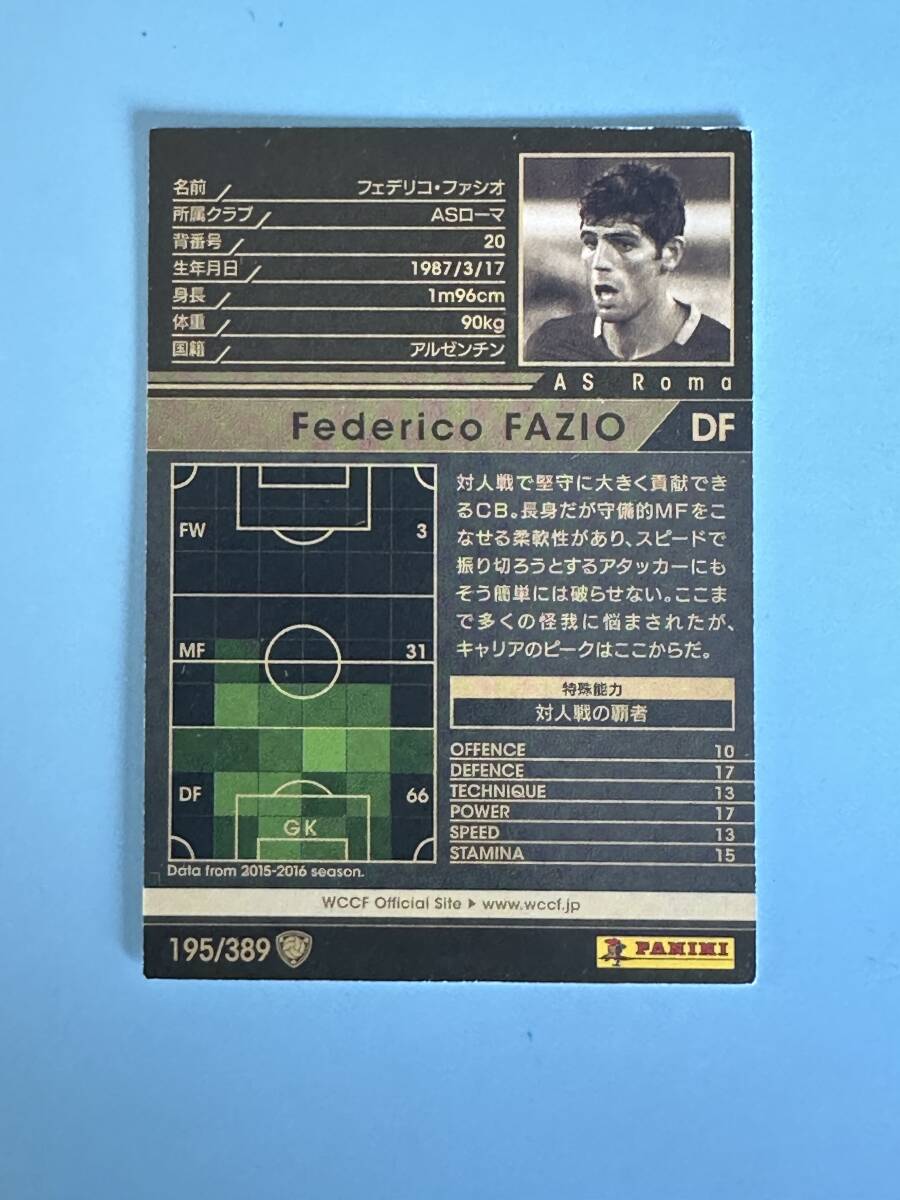 名前 フェデリコ・ファシオ
所属クラブ ASローマ
背番号 20
生年月日 1987/3/17
身長 1m96cm
体重 90kg
国籍 アルゼンチン
AS Roma
Federico FAZIO DF
FW 3
MF 31
DF 66
GK
Data from 2015-2016 season.
対人戦で堅守に大きく貢献でき
るCB。長身だが守備的MFをこ
なせる柔軟性があり、スピードで
振り切ろうとするアタッカーにも
そう簡単には破らせない。ここま
で多くの怪我に悩まされたが、
キャリアのピークはここからだ。
特殊能力
対人戦の覇者
OFFENCE 10
DEFENCE 17
TECHNIQUE 13
POWER 17
SPEED 13
STAMINA 15
WCCF Official Site ▶ www.wccf.jp
195/389
PANINI